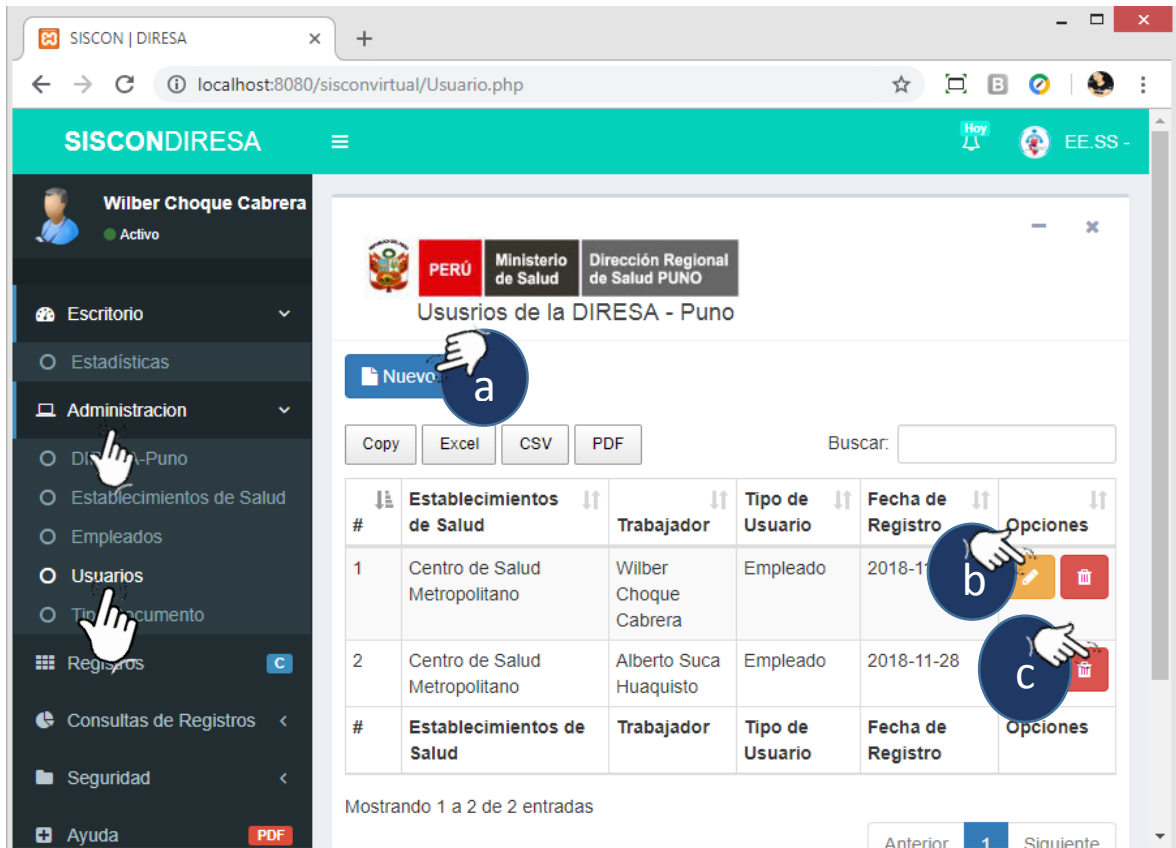 SISCON | DIRESA
localhost:8080/sisconvirtual/Usuario.php
SISCONDIRESA
Hoy
EE.SS -
Wilber Choque Cabrera
Activo
Escritorio
Estadísticas
Administracion
-Puno
Establecimientos de Salud
Empleados
Usuarios
Registros
C
Consultas de Registros
Seguridad
Ayuda
PDF
PERÚ
Ministerio de Salud
Dirección Regional de Salud PUNO
Ususrios de la DIRESA - Puno
Nuevo
a
Copy
Excel
CSV
PDF
Buscar:
# Establecimientos de Salud Trabajador Tipo de Usuario Fecha de Registro Opciones
1 Centro de Salud Metropolitano Wilber Choque Cabrera Empleado 2018-1
b
2 Centro de Salud Metropolitano Alberto Suca Huaquisto Empleado 2018-11-28
c
# Establecimientos de Salud Trabajador Tipo de Usuario Fecha de Registro Opciones
Mostrando 1 a 2 de 2 entradas
Anterior
1
Siguiente